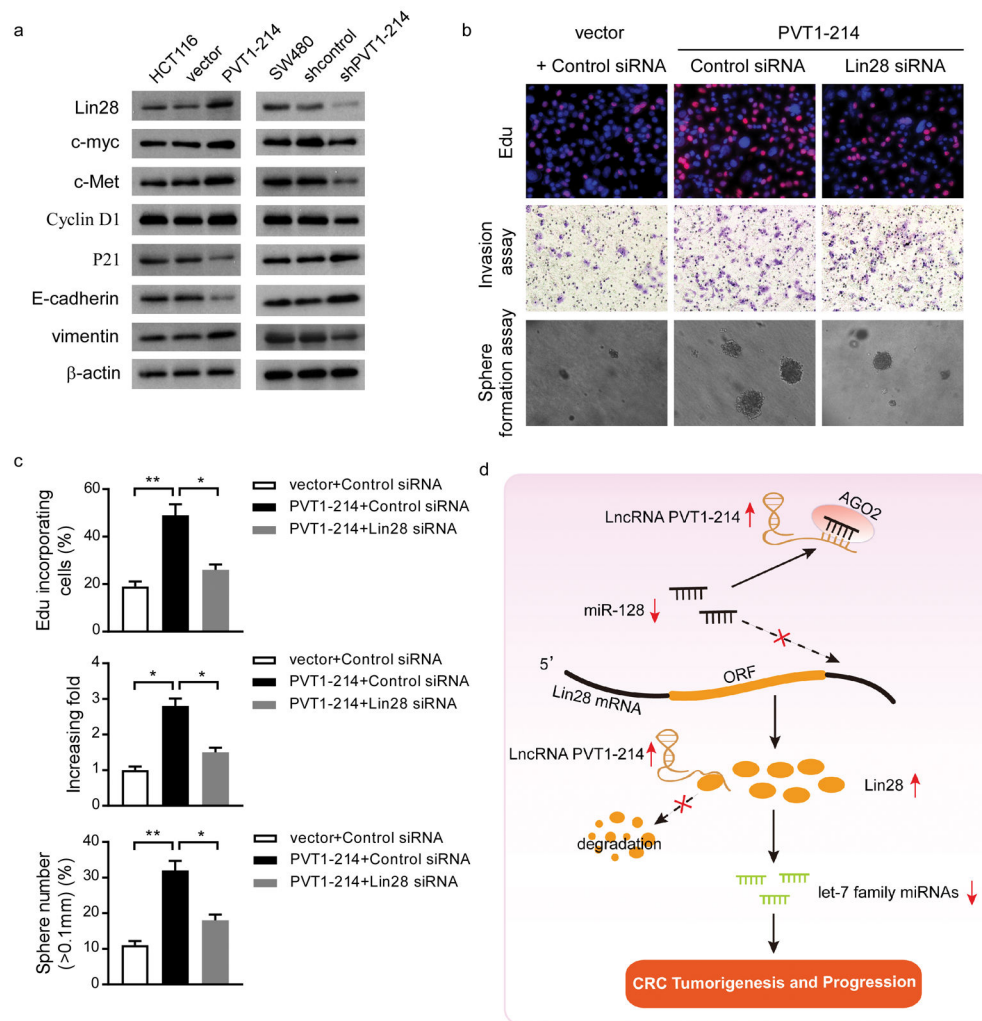 a
HCT116
vector
PVT1-214
SW480
shcontrol
shPVT1-214
Lin28
c-myc
c-Met
Cyclin D1
P21
E-cadherin
vimentin
β-actin
b
vector
PVT1-214
+ Control siRNA
Control siRNA
Lin28 siRNA
Edu
Invasion
assay
Sphere
formation assay
c
Edu incorporating
cells (%)
60
40
20
0
**
*
vector+Control siRNA
PVT1-214+Control siRNA
PVT1-214+Lin28 siRNA
Increasing fold
4
3
2
1
0
*
*
vector+Control siRNA
PVT1-214+Control siRNA
PVT1-214+Lin28 siRNA
Sphere number
(>0.1mm) (%)
40
30
20
10
0
**
*
vector+Control siRNA
PVT1-214+Control siRNA
PVT1-214+Lin28 siRNA
d
LncRNA PVT1-214
AGO2
miR-128
5’
ORF
Lin28 mRNA
LncRNA PVT1-214
Lin28
degradation
let-7 family miRNAs
CRC Tumorigenesis and Progression